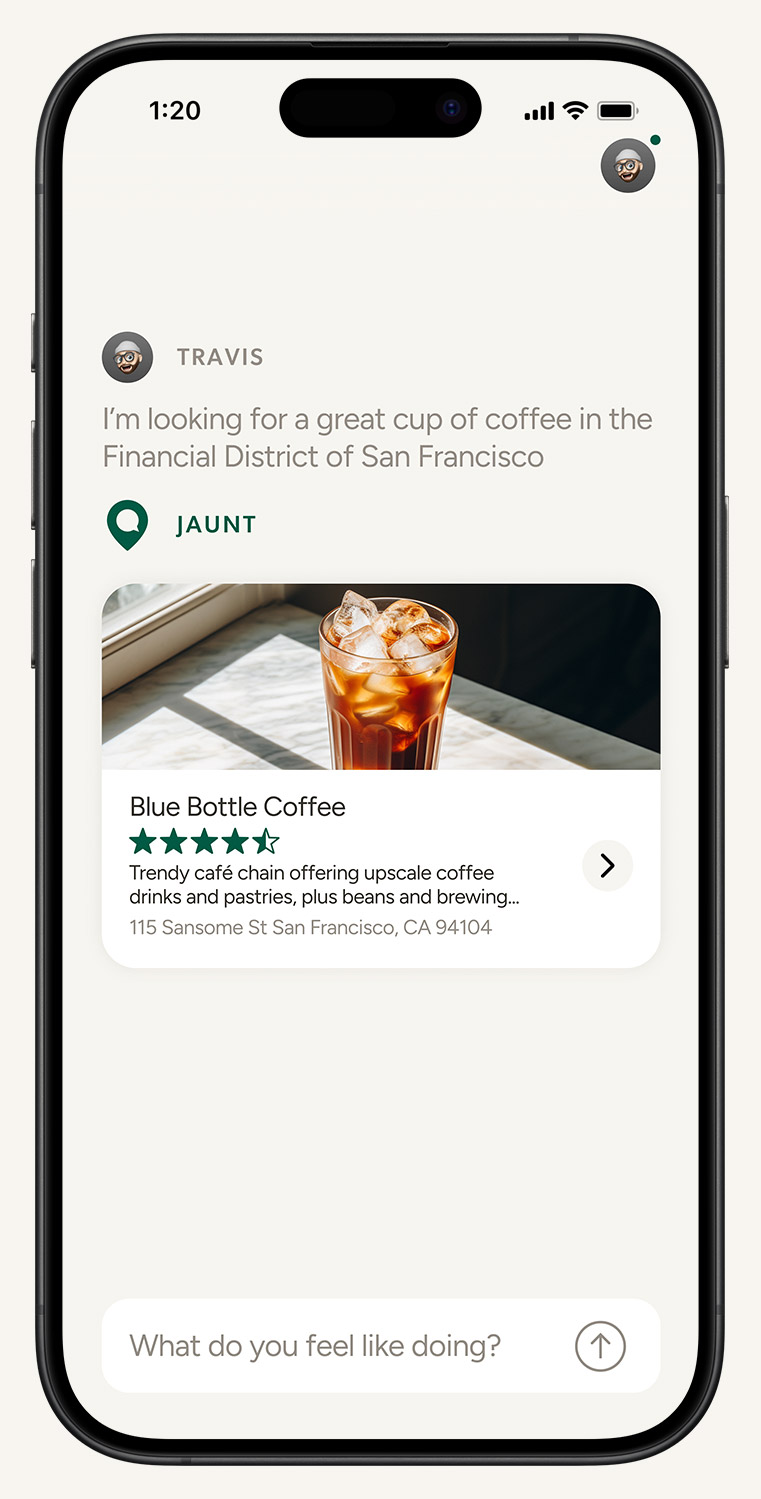 1:20
TRAVIS
I’m looking for a great cup of coffee in the
Financial District of San Francisco
JAUNT
Blue Bottle Coffee
Trendy café chain offering upscale coffee
drinks and pastries, plus beans and brewing...
115 Sansome St San Francisco, CA 94104
What do you feel like doing?